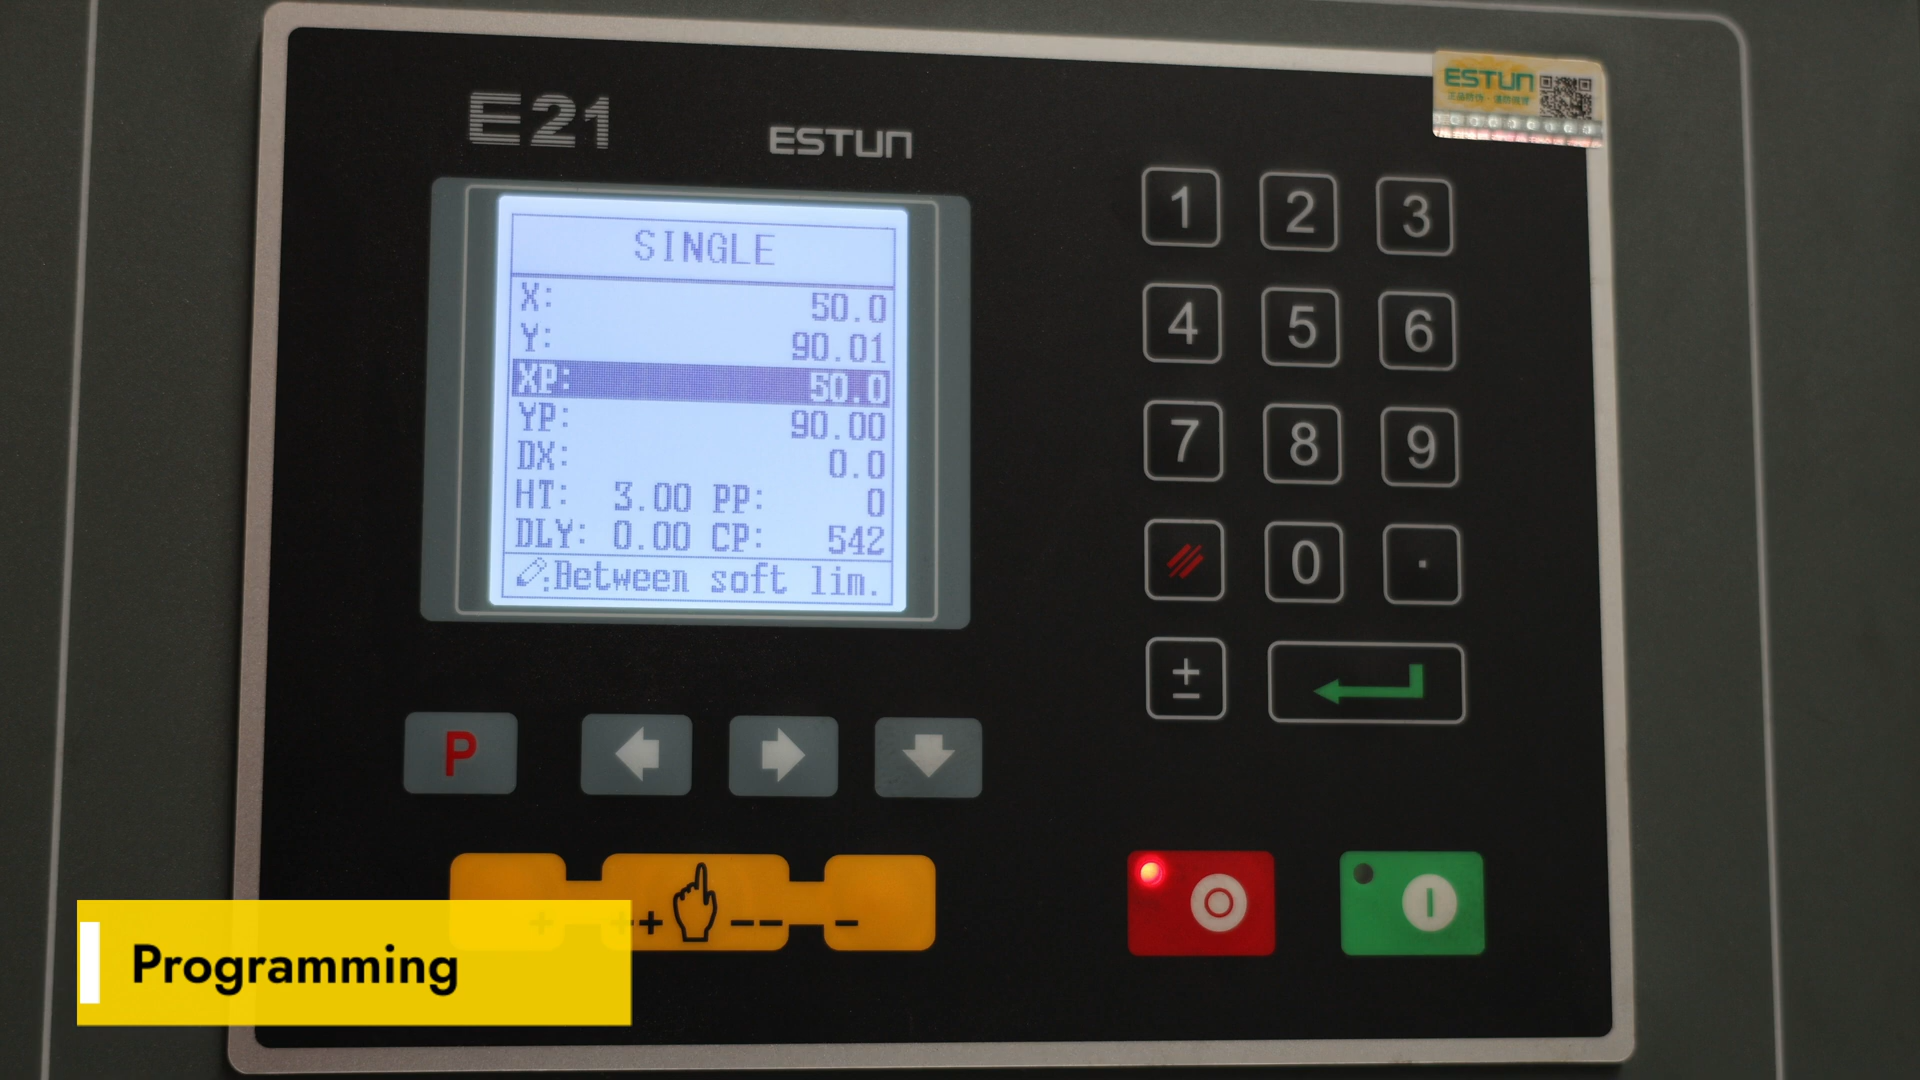 E21
ESTUN
ESTUN
SINGLE
X: 50.0
Y: 90.01
XP: 50.0
YP: 90.00
DX: 0.0
HT: 3.00 PP: 0
DLY: 0.00 CP: 542
:Between soft lim.
1 2 3
4 5 6
7 8 9
0 .
±
P
+ ++ -- -
Programming